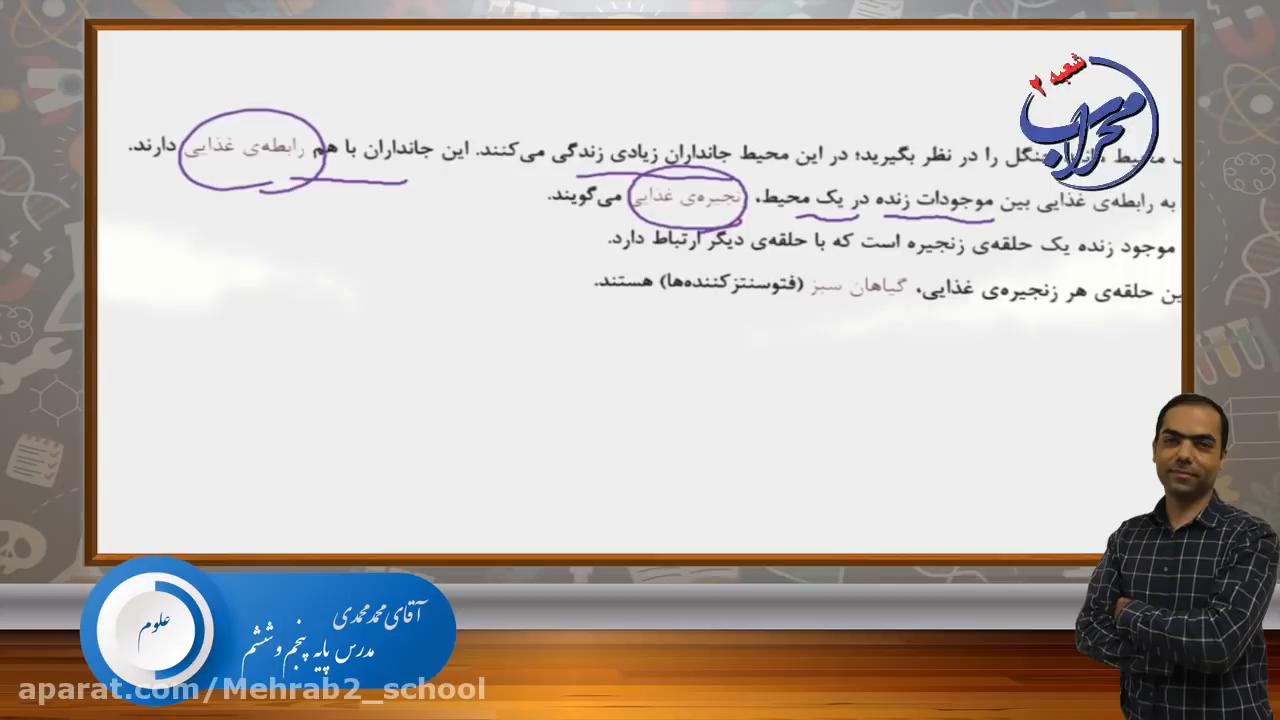 شعبه ۲
محراب
محیط مانند جنگل را در نظر بگیرید؛ در این محیط جانداران زیادی زندگی می‌کنند. این جانداران با هم رابطه‌ی غذایی دارند.
به رابطه‌ی غذایی بین موجودات زنده در یک محیط، زنجیره‌ی غذایی می‌گویند.
موجود زنده یک حلقه‌ی زنجیره است که با حلقه‌ی دیگر ارتباط دارد.
حلقه‌ی هر زنجیره‌ی غذایی، گیاهان سبز (فتوسنتزکننده‌ها) هستند.
علوم
آقای محمد محمدی
مدرس پایه پنجم و ششم
aparat.com/Mehrab2_school